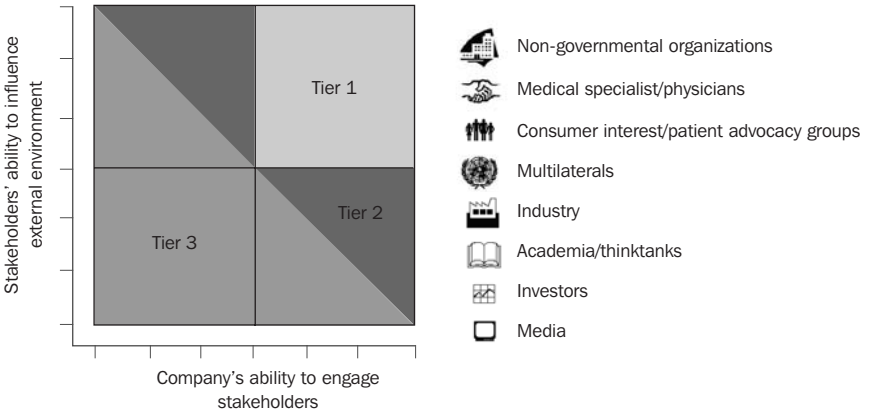 Stakeholders' ability to influence
external environment
Tier 1
Tier 2
Tier 3
Company's ability to engage
stakeholders
Non-governmental organizations
Medical specialist/physicians
Consumer interest/patient advocacy groups
Multilaterals
Industry
Academia/thinktanks
Investors
Media